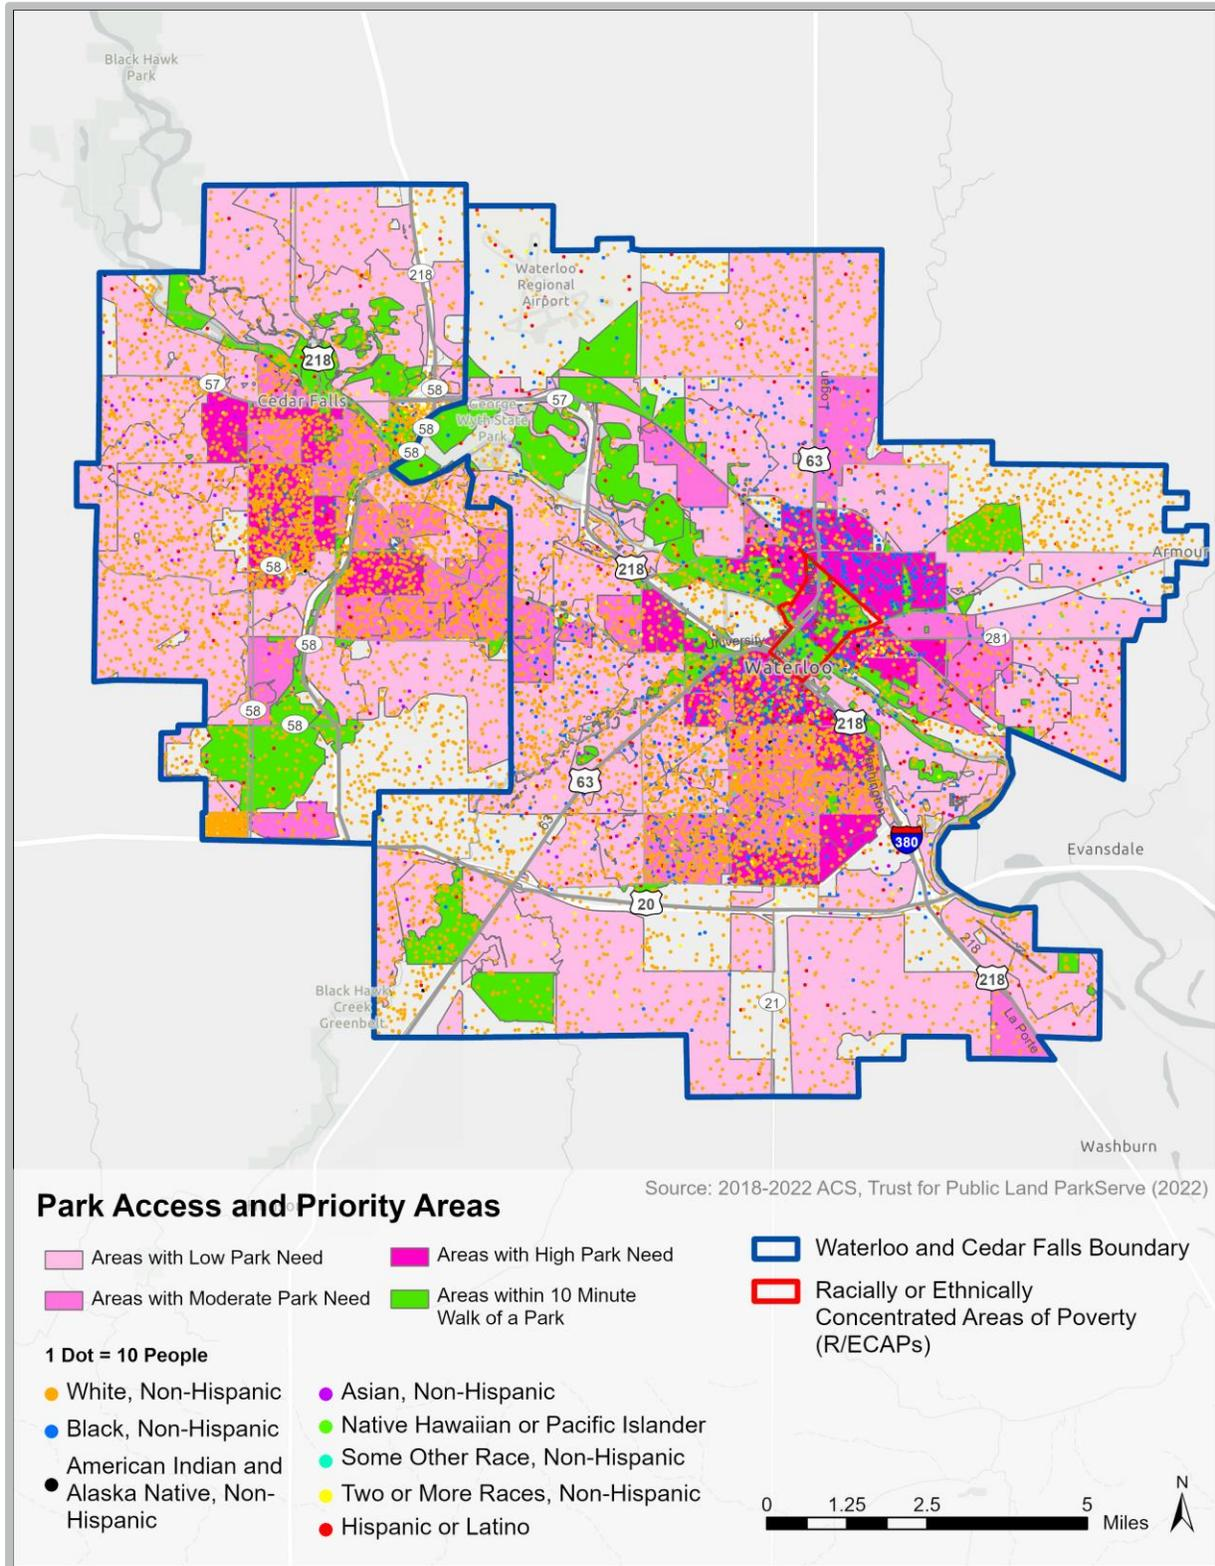 Black Hawk
Park
218
Waterloo
Regional
Airport
218
57
Cedar Falls
58
57
George
Wyth State
Park
58
58
Logan
63
58
218
Armour
58
University
281
Waterloo
58
58
218
Washington
63
63
380
Evansdale
20
218
Black Hawk
Creek
Greenbelt
21
218
La Porte
Washburn
Source: 2018-2022 ACS, Trust for Public Land ParkServe (2022)
Park Access and Priority Areas
Areas with Low Park Need
Areas with Moderate Park Need
Areas with High Park Need
Areas within 10 Minute
Walk of a Park
Waterloo and Cedar Falls Boundary
Racially or Ethnically
Concentrated Areas of Poverty
(R/ECAPs)
1 Dot = 10 People
White, Non-Hispanic
Black, Non-Hispanic
American Indian and
Alaska Native, Non-
Hispanic
Asian, Non-Hispanic
Native Hawaiian or Pacific Islander
Some Other Race, Non-Hispanic
Two or More Races, Non-Hispanic
Hispanic or Latino
0 1.25 2.5 5
Miles
N